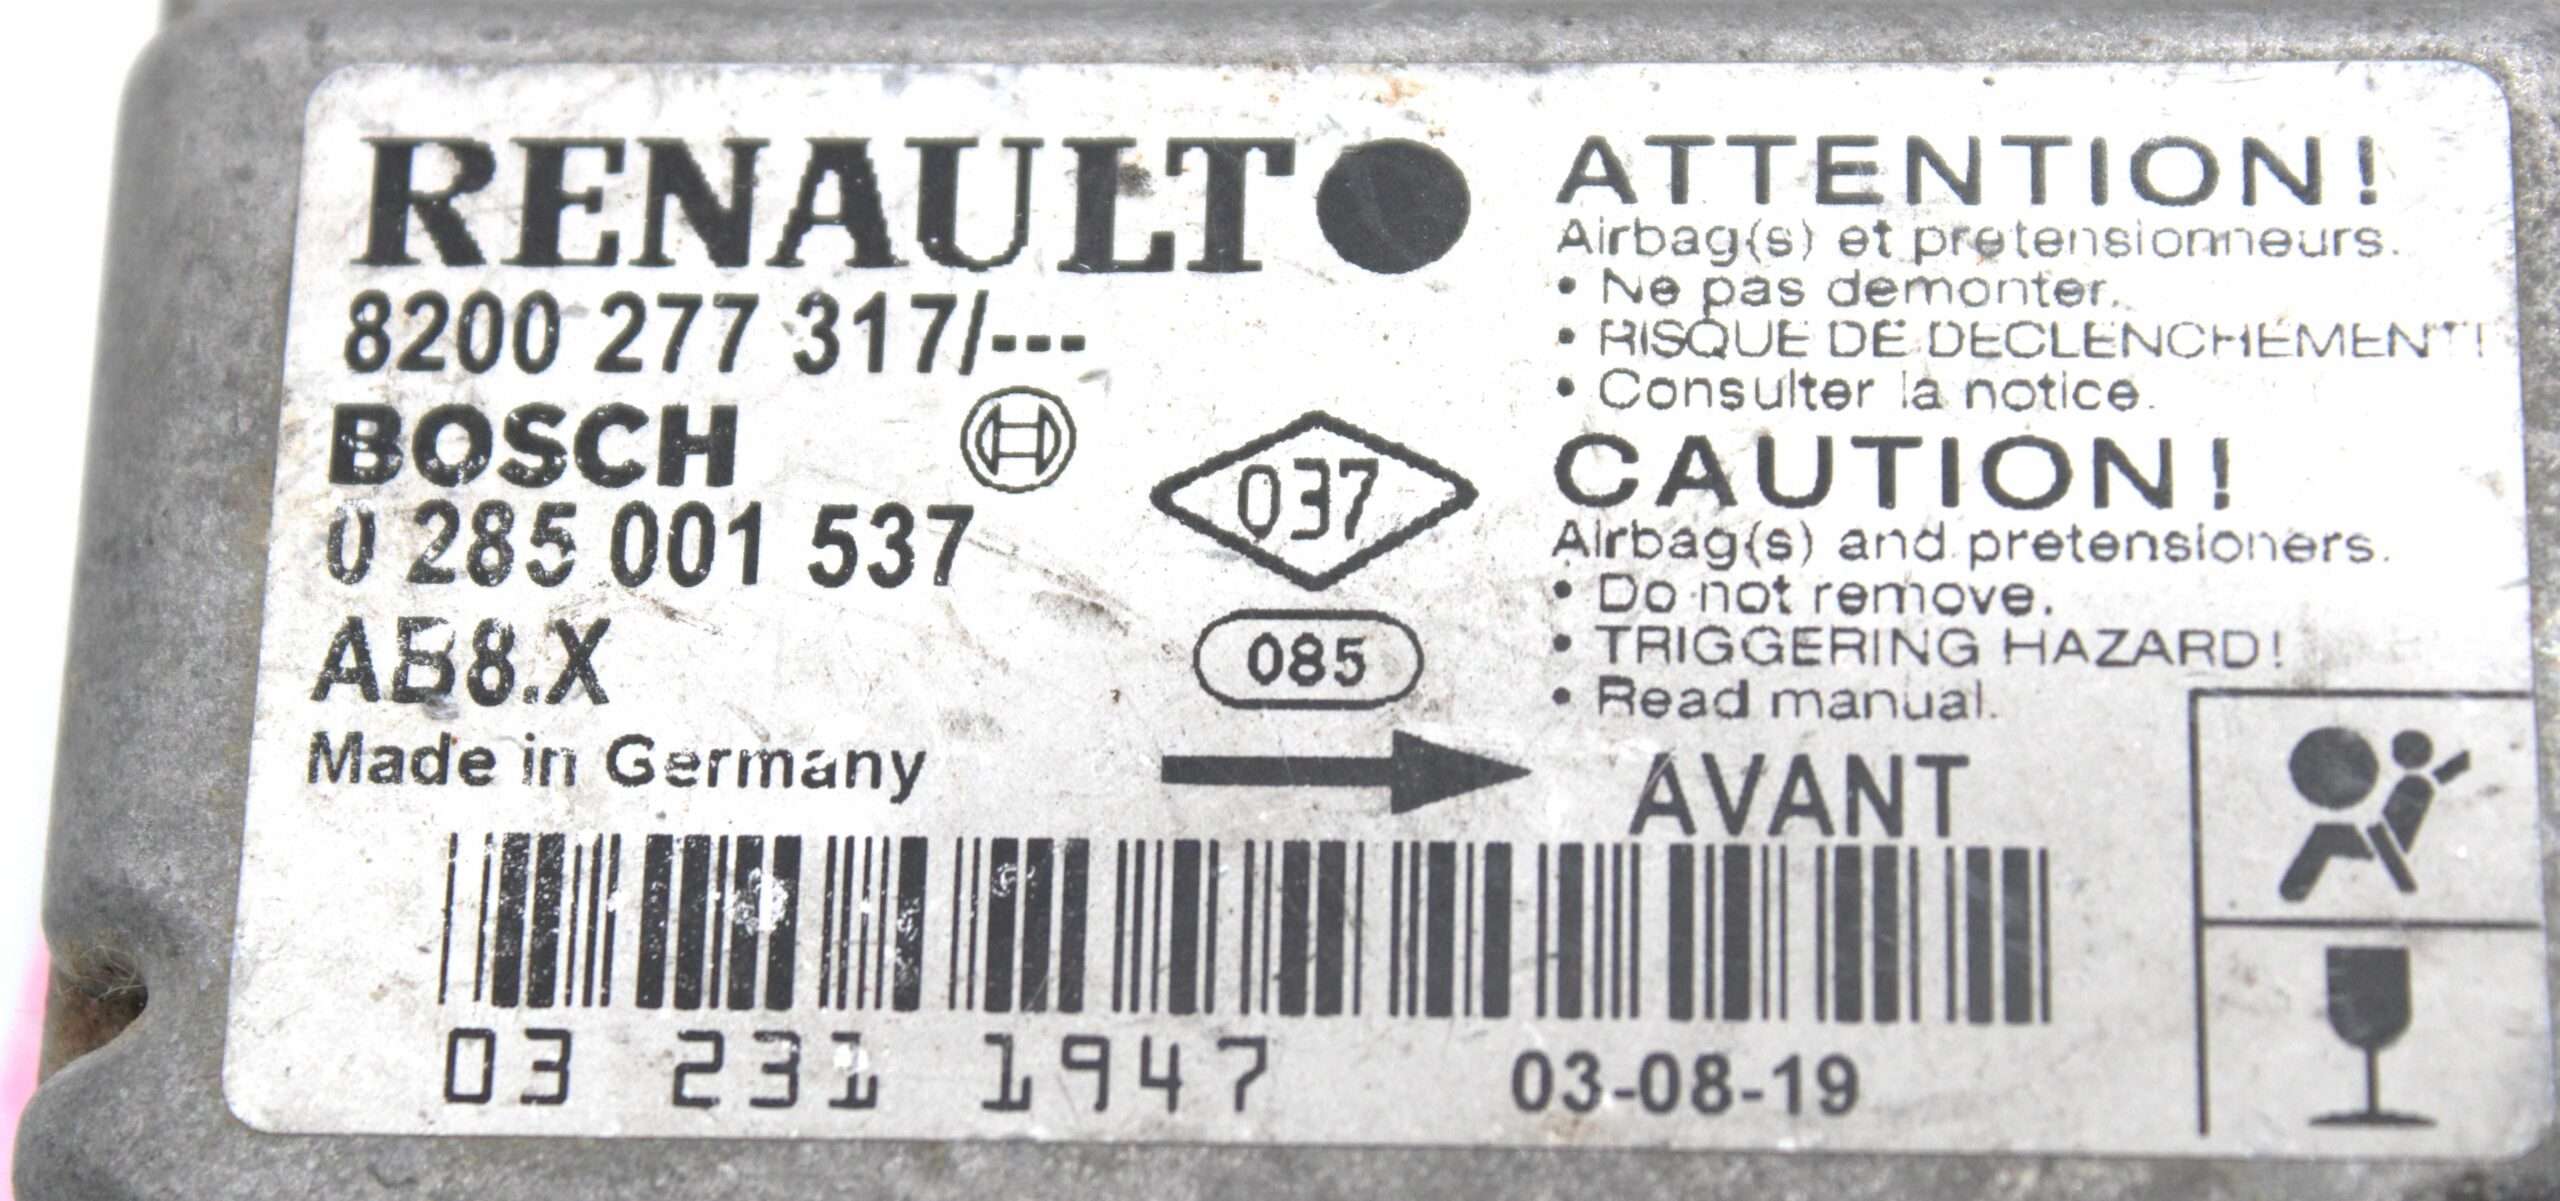 RENAULT
8200 277 317/---
BOSCH
0 285 001 537
AB8.X
Made in Germany
037
085
ATTENTION!
Airbag(s) et pretensionneurs.
• Ne pas demonter.
• RISQUE DE DECLENCHEMENT!
• Consulter la notice.
CAUTION!
Airbag(s) and pretensioners.
• Do not remove.
• TRIGGERING HAZARD!
• Read manual.
AVANT
03 231 1947
03-08-19